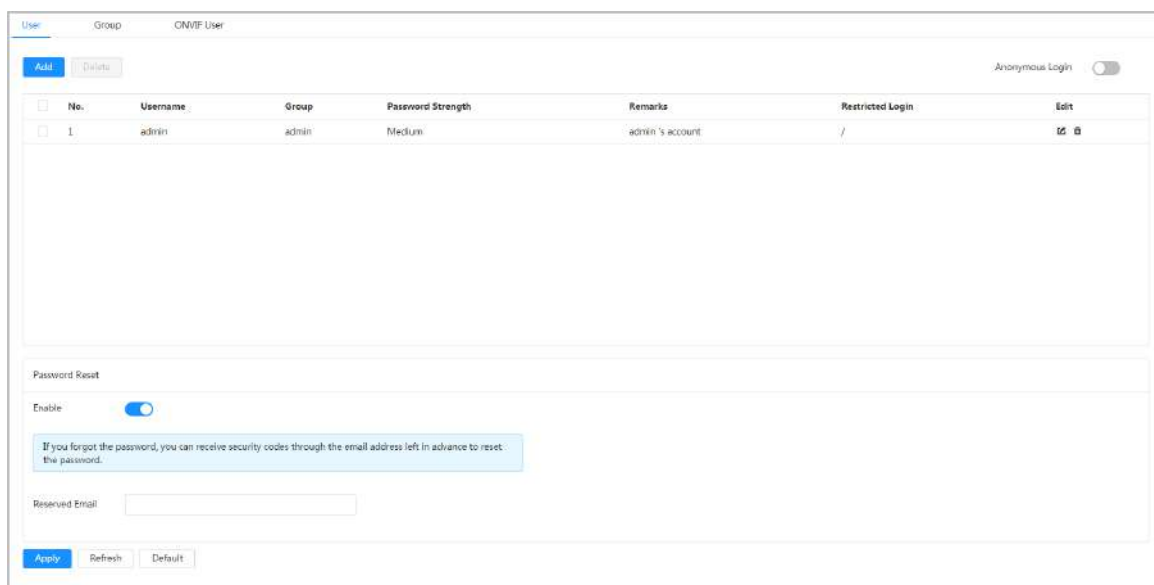 User Group ONVIF User
Add Delete Anonymous Login
No. Username Group Password Strength Remarks Restricted Login Edit
1 admin admin Medium admin 's account /
Password Reset
Enable
If you forgot the password, you can receive security codes through the email address left in advance to reset
the password.
Reserved Email
Apply Refresh Default